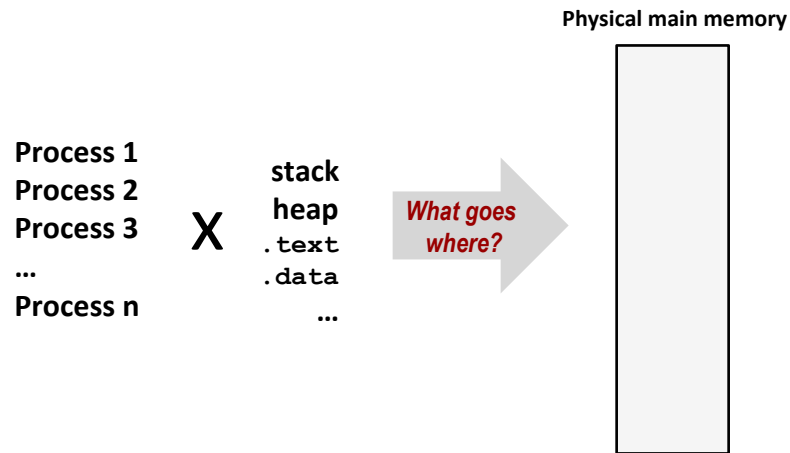 Physical main memory
Process 1
Process 2
Process 3
…
Process n
X
stack
heap
.text
.data
…
What goes
where?